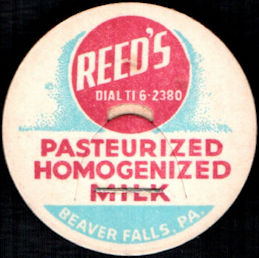 REED'S
DIAL TI 6-2380
PASTEURIZED
HOMOGENIZED
MILK
BEAVER FALLS, PA.